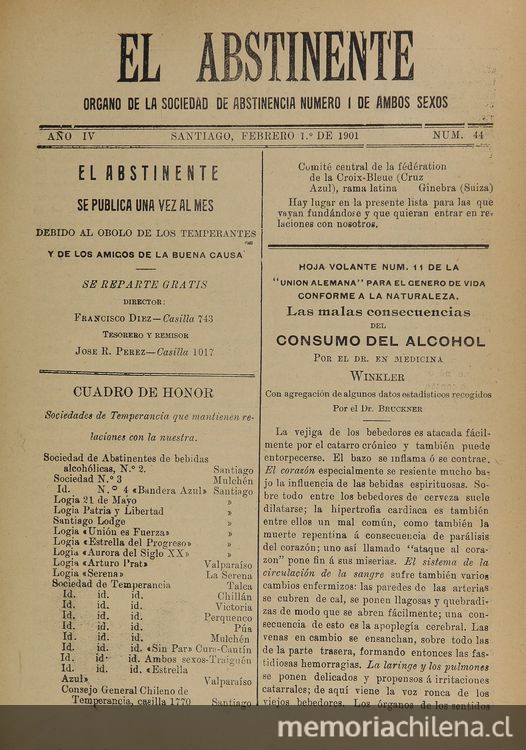 EL ABSTINENTE
ORGANO DE LA SOCIEDAD DE ABSTINENCIA NUMERO 1 DE AMBOS SEXOS
AÑO IV SANTIAGO, FEBRERO 1.º DE 1901 NUM. 44
EL ABSTINENTE
SE PUBLICA UNA VEZ AL MES
DEBIDO AL OBOLO DE LOS TEMPERANTES
Y DE LOS AMIGOS DE LA BUENA CAUSA
SE REPARTE GRATIS
DIRECTOR:
FRANCISCO DIEZ—Casilla 743
TESORERO Y REMISOR
JOSE R. PEREZ—Casilla 1017
CUADRO DE HONOR
Sociedades de Temperancia que mantienen re-
laciones con la nuestra.
Sociedad de Abstinentes de bebidas
alcohólicas, N.º 2. Santiago
Sociedad N.º 3 Mulchén
Id. N.º 4 «Bandera Azul» Santiago
Logia 21 de Mayo »
Logia Patria y Libertad »
Santiago Lodge »
Logia «Unión es Fuerza» »
Logia «Estrella del Progreso» »
Logia «Aurora del Siglo XX» »
Logia «Arturo Prat» Valparaíso
Logia «Serena» La Serena
Sociedad de Temperancia Talca
Id. id. id. Chillán
Id. id. id. Victoria
Id. id. id. Perquenco
Id. id. id. Púa
Id. id. id. Mulchén
Id. id. id. «Sin Par» Cura-Cautín
Id. id. id. Ambos sexos-Traiguén
Id. id. id. «Estrella
Azul» Valparaíso
Consejo General Chileno de
Temperancia, casilla 1770 Santiago
Comité central de la fédération
de la Croix-Bleue (Cruz
Azul), rama latina Ginebra (Suiza)
Hay lugar en la presente lista para las que
vayan fundándose y que quieran entrar en re-
laciones con nosotros.
HOJA VOLANTE NUM. 11 DE LA
"UNION ALEMANA" PARA EL GENERO DE VIDA
CONFORME A LA NATURALEZA.
Las malas consecuencias
DEL
CONSUMO DEL ALCOHOL
POR EL DR. EN MEDICINA
WINKLER
Con agregación de algunos datos estadísticos recogidos
Por el Dr. BRUCKNER
La vejiga de los bebedores es atacada fácil-
mente por el catarro crónico y también puede
entorpecerse. El bazo se inflama ó se contrae.
El corazón especialmente se resiente mucho ba-
jo la influencia de las bebidas espirituosas. So-
bre todo entre los bebedores de cerveza suele
dilatarse; la hipertrofia cardiaca es también
entre ellos un mal común, como también la
muerte repentina á consecuencia de parálisis
del corazón; uno así llamado "ataque al cora-
zon" pone fin á sus miserias. El sistema de la
circulación de la sangre sufre también varios
cambios enfermizos: las paredes de las arterias
se cubren de cal, se ponen llagosas y quebradi-
zas de modo que se abren fácilmente; una con-
secuencia de esto es la apoplegía cerebral. Las
venas en cambio se ensanchan, sobre todo las
de la parte trasera, formando entonces las fas-
tidiosas hemorragias. La laringe y los pulmones
se ponen delicados y propensos á irritaciones
catarrales; de aquí viene la voz ronca de los
viejos bebedores. Los órganos de los sentidos
memoriachilena.cl